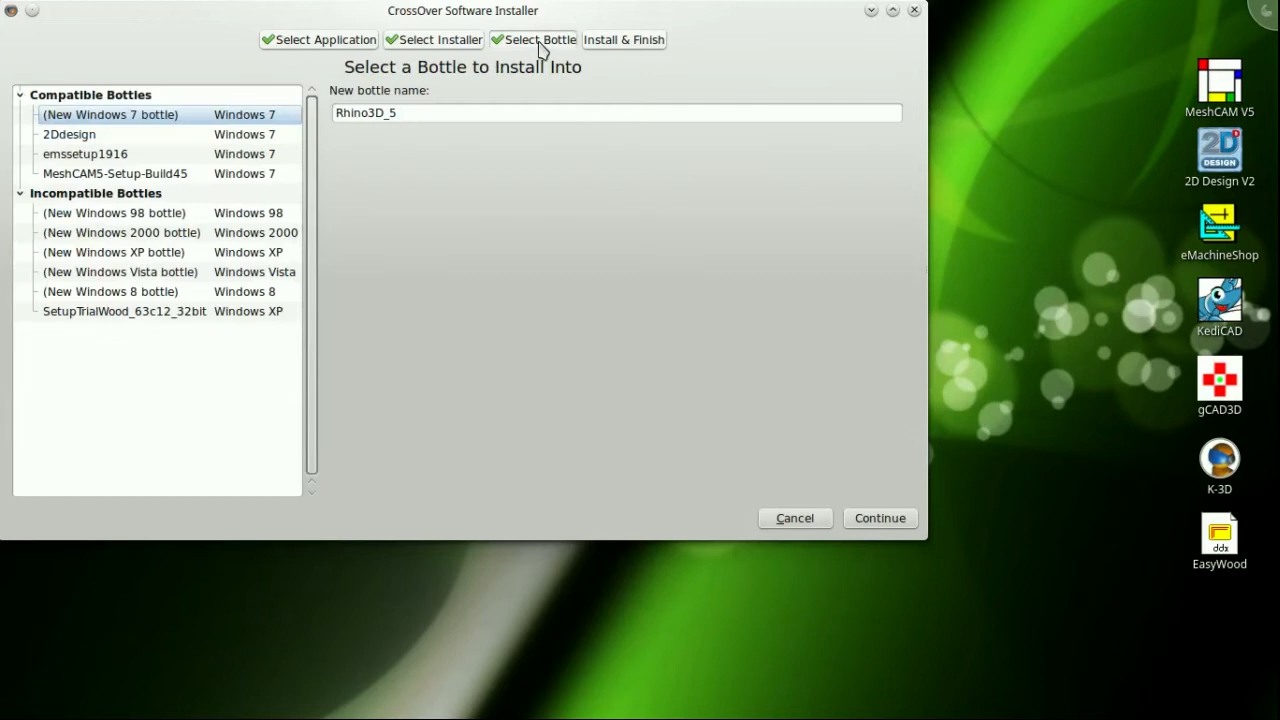 CrossOver Software Installer
Select Application Select Installer Select Bottle Install & Finish
Select a Bottle to Install Into
Compatible Bottles
(New Windows 7 bottle) Windows 7
2Ddesign Windows 7
emssetup1916 Windows 7
MeshCAM5-Setup-Build45 Windows 7
Incompatible Bottles
(New Windows 98 bottle) Windows 98
(New Windows 2000 bottle) Windows 2000
(New Windows XP bottle) Windows XP
(New Windows Vista bottle) Windows Vista
(New Windows 8 bottle) Windows 8
SetupTrialWood_63c12_32bit Windows XP
New bottle name:
Rhino3D_5
Cancel Continue
MeshCAM V5
2D
DESIGN
2D Design V2
eMachineShop
KediCAD
gCAD3D
K-3D
ddx
EasyWood